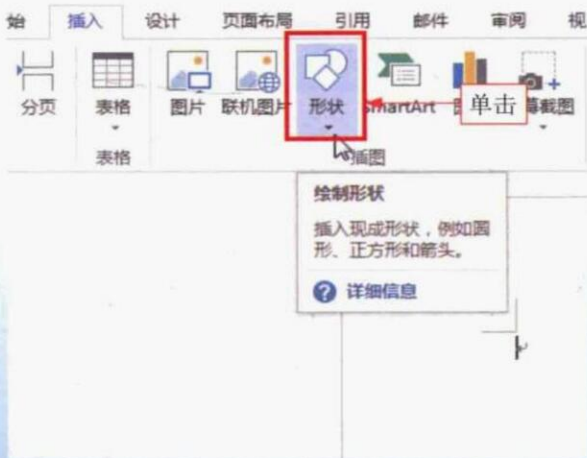 始 插入 设计 页面布局 引用 邮件 审阅 视
分页 表格 图片 联机图片 形状 martArt 单击 截图
表格 插图
绘制形状
插入现成形状，例如圆
形、正方形和箭头。
? 详细信息